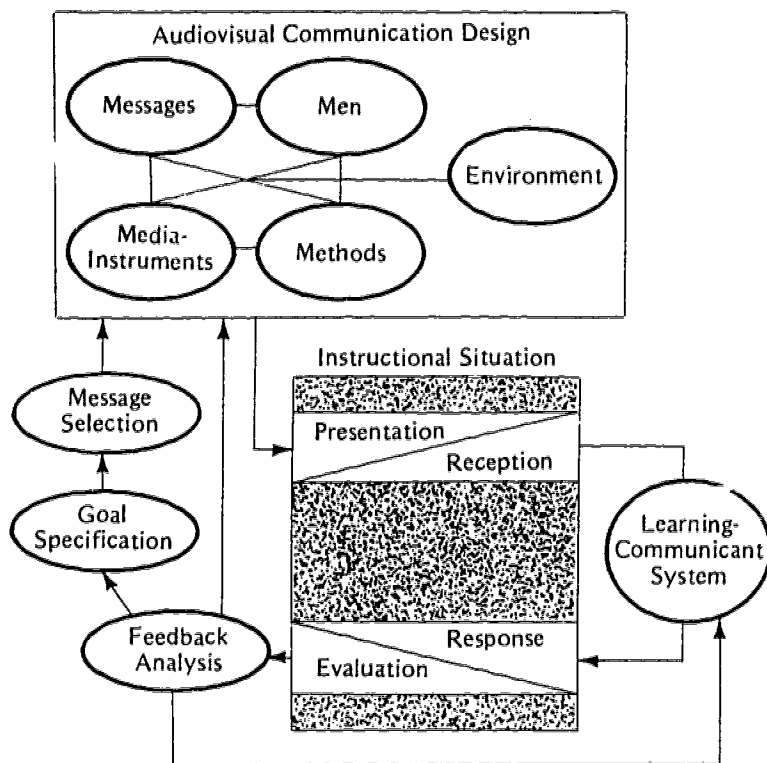 Audiovisual Communication Design
Messages
Men
Environment
Media-
Instruments
Methods
Instructional Situation
Message
Selection
Presentation
Reception
Goal
Specification
Learning-
Communicant
System
Feedback
Analysis
Response
Evaluation